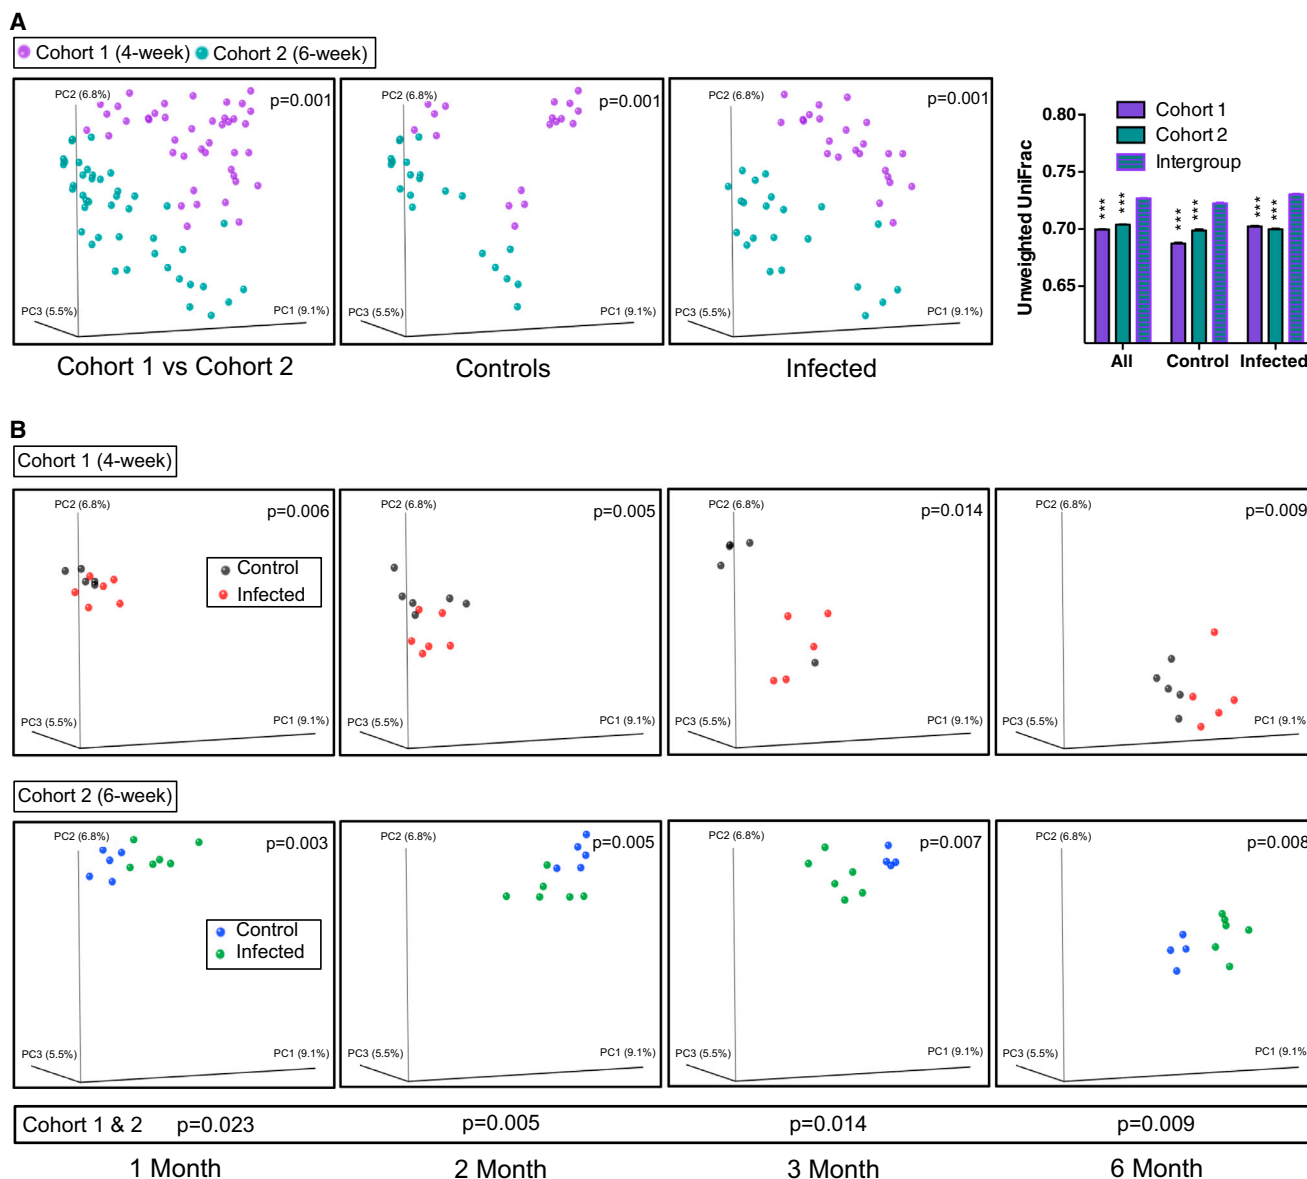 A
Cohort 1 (4-week) Cohort 2 (6-week)
PC2 (6.8%)
p=0.001
PC3 (5.5%)
PC1 (9.1%)
Cohort 1 vs Cohort 2
PC2 (6.8%)
p=0.001
PC3 (5.5%)
PC1 (9.1%)
Controls
PC2 (6.8%)
p=0.001
PC3 (5.5%)
PC1 (9.1%)
Infected
Unweighted UniFrac
0.80
0.75
0.70
0.65
Cohort 1
Cohort 2
Intergroup
*** *** *** *** *** ***
All Control Infected
B
Cohort 1 (4-week)
PC2 (6.8%)
p=0.006
Control
Infected
PC3 (5.5%)
PC1 (9.1%)
PC2 (6.8%)
p=0.005
PC3 (5.5%)
PC1 (9.1%)
PC2 (6.8%)
p=0.014
PC3 (5.5%)
PC1 (9.1%)
PC2 (6.8%)
p=0.009
PC3 (5.5%)
PC1 (9.1%)
Cohort 2 (6-week)
PC2 (6.8%)
p=0.003
Control
Infected
PC3 (5.5%)
PC1 (9.1%)
PC2 (6.8%)
p=0.005
PC3 (5.5%)
PC1 (9.1%)
PC2 (6.8%)
p=0.007
PC3 (5.5%)
PC1 (9.1%)
PC2 (6.8%)
p=0.008
PC3 (5.5%)
PC1 (9.1%)
Cohort 1 & 2 p=0.023 p=0.005 p=0.014 p=0.009
1 Month 2 Month 3 Month 6 Month